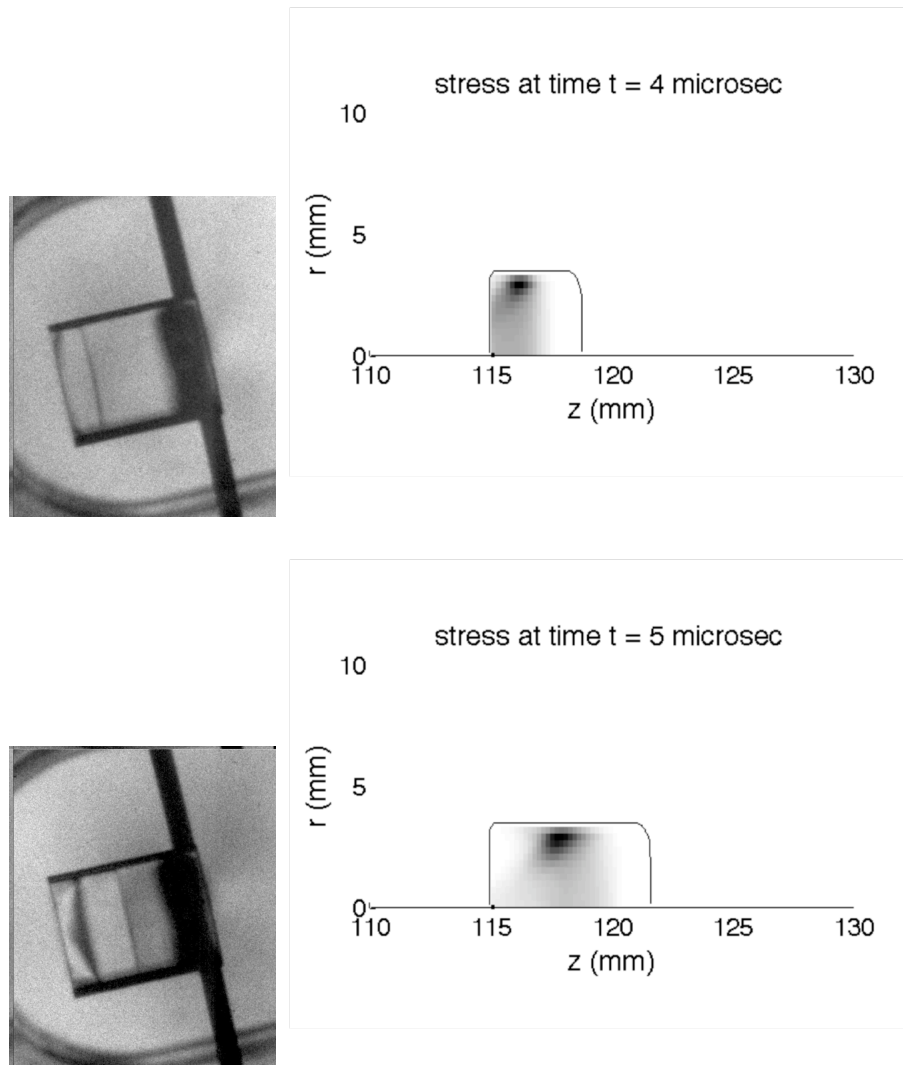 stress at time t = 4 microsec
10
r (mm)
5
0
110 115 120 125 130
z (mm)
stress at time t = 5 microsec
10
r (mm)
5
0
110 115 120 125 130
z (mm)